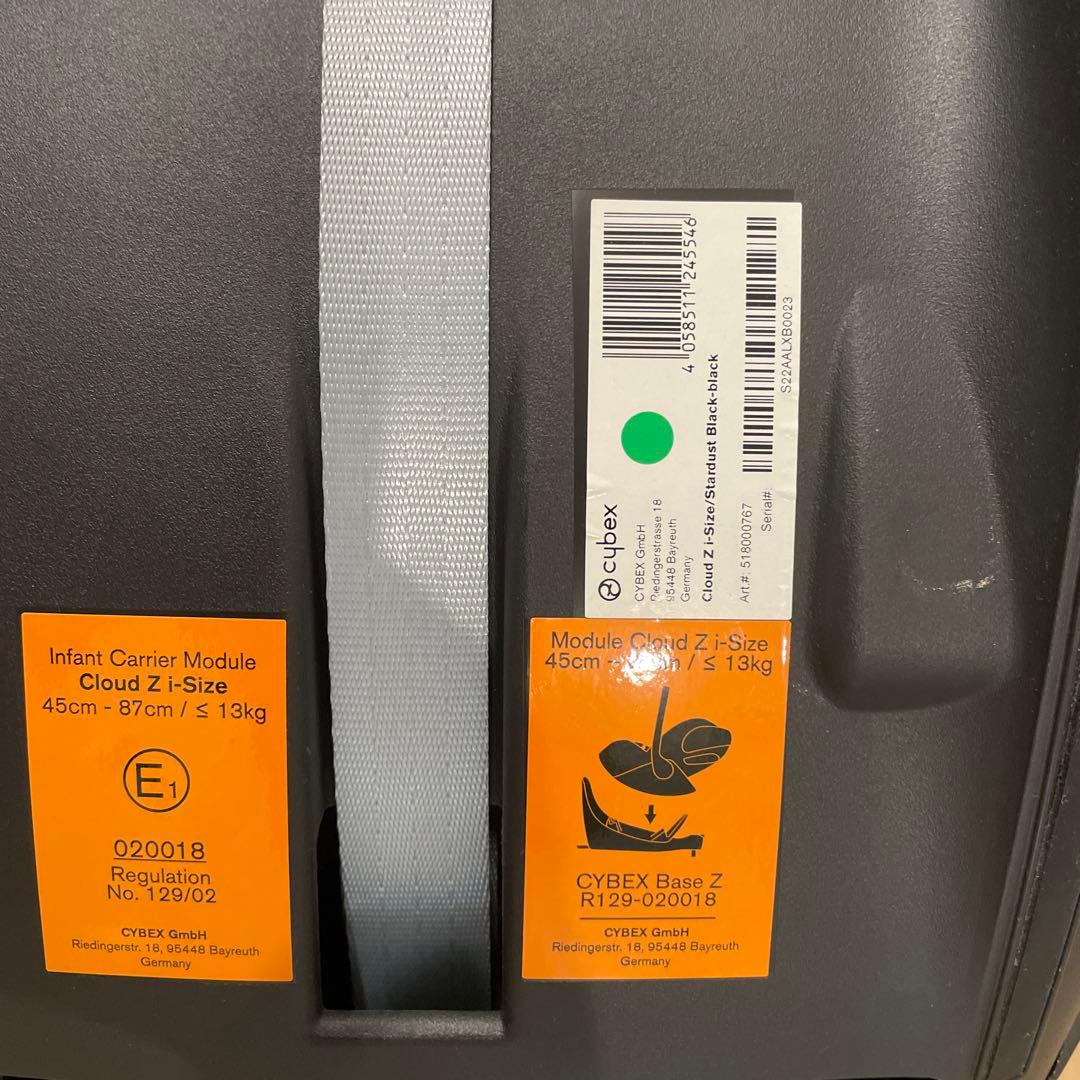 Infant Carrier Module
Cloud Z i-Size
45cm - 87cm / ≤ 13kg
E1
020018
Regulation
No. 129/02
CYBEX GmbH
Riedingerstr. 18, 95448 Bayreuth
Germany
4 058511 245546
cybex
CYBEX GmbH
Riedingerstrasse 18
95448 Bayreuth
Germany
Cloud Z i-Size/Stardust Black-black
Art.#: 518000767
Serial#:
S22AALXB0023
Module Cloud Z i-Size
45cm - / ≤ 13kg
CYBEX Base Z
R129-020018
CYBEX GmbH
Riedingerstr. 18, 95448 Bayreuth
Germany